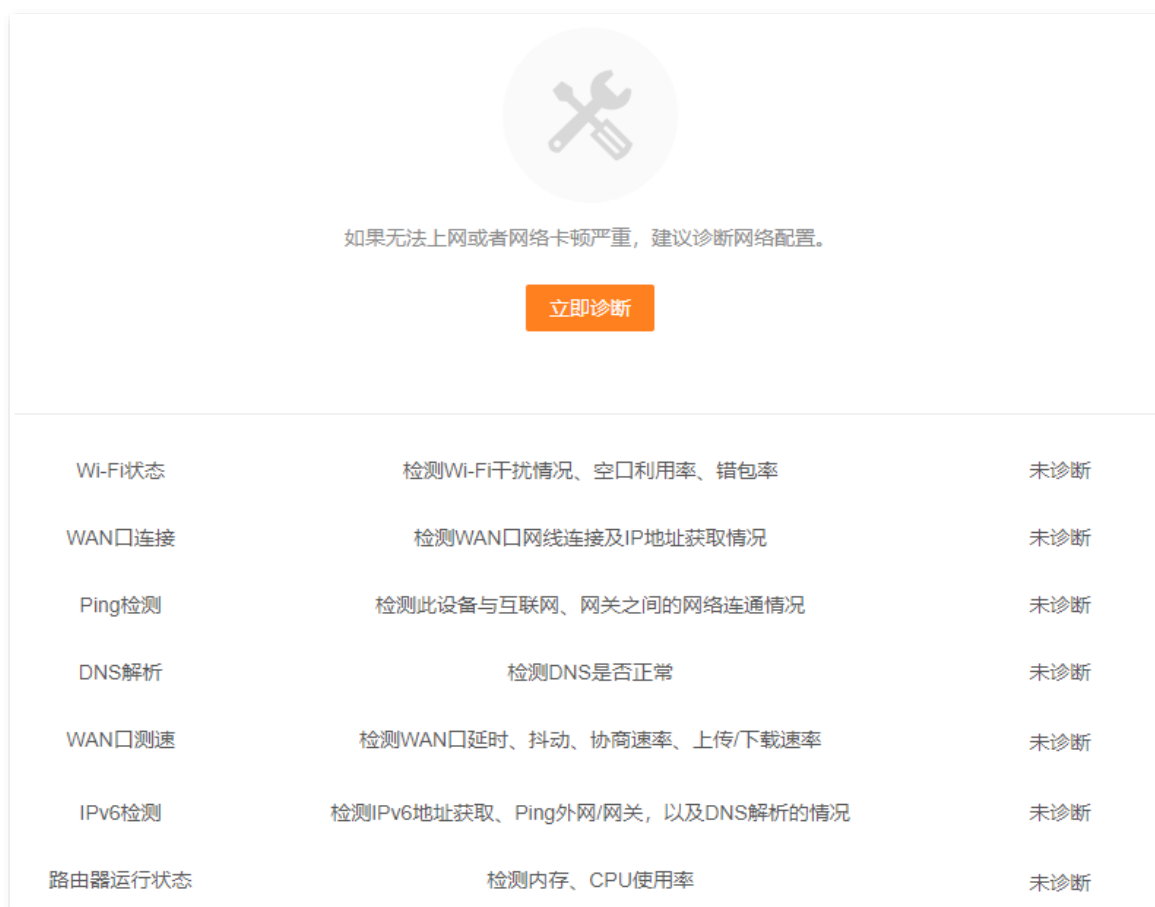 如果无法上网或者网络卡顿严重，建议诊断网络配置。
立即诊断
Wi-Fi状态 检测Wi-Fi干扰情况、空口利用率、错包率 未诊断
WAN口连接 检测WAN口网线连接及IP地址获取情况 未诊断
Ping检测 检测此设备与互联网、网关之间的网络连通情况 未诊断
DNS解析 检测DNS是否正常 未诊断
WAN口测速 检测WAN口延时、抖动、协商速率、上传/下载速率 未诊断
IPv6检测 检测IPv6地址获取、Ping外网/网关，以及DNS解析的情况 未诊断
路由器运行状态 检测内存、CPU使用率 未诊断